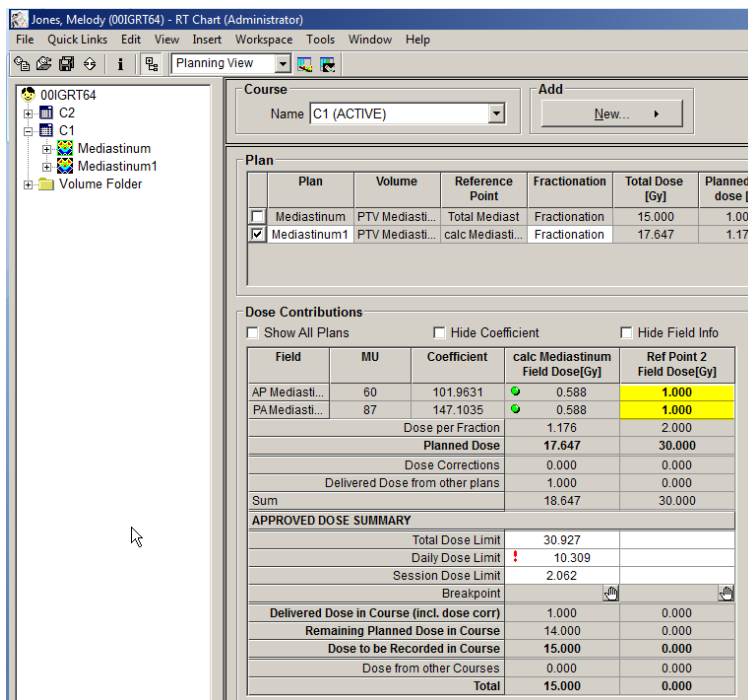 Jones, Melody (00IGRT64) - RT Chart (Administrator)
File Quick Links Edit View Insert Workspace Tools Window Help
Planning View
00IGRT64
C2
C1
Mediastinum
Mediastinum1
Volume Folder
Course
Name C1 (ACTIVE)
Add
New...
Plan
Plan Volume Reference Point Fractionation Total Dose [Gy] Planned dose [
Mediastinum PTV Mediasti... Total Mediast Fractionation 15.000 1.00
Mediastinum1 PTV Mediasti... calc Mediasti... Fractionation 17.647 1.17
Dose Contributions
Show All Plans Hide Coefficient Hide Field Info
Field MU Coefficient calc Mediastinum Field Dose[Gy] Ref Point 2 Field Dose[Gy]
AP Mediasti... 60 101.9631 0.588 1.000
PA Mediasti... 87 147.1035 0.588 1.000
Dose per Fraction 1.176 2.000
Planned Dose 17.647 30.000
Dose Corrections 0.000 0.000
Delivered Dose from other plans 1.000 0.000
Sum 18.647 30.000
APPROVED DOSE SUMMARY
Total Dose Limit 30.927
Daily Dose Limit ! 10.309
Session Dose Limit 2.062
Breakpoint
Delivered Dose in Course (incl. dose corr) 1.000 0.000
Remaining Planned Dose in Course 14.000 0.000
Dose to be Recorded in Course 15.000 0.000
Dose from other Courses 0.000 0.000
Total 15.000 0.000